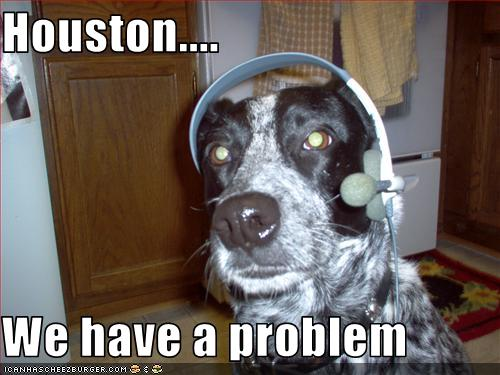 Houston....
We have a problem
ICANHASCHEEZBURGER.COM